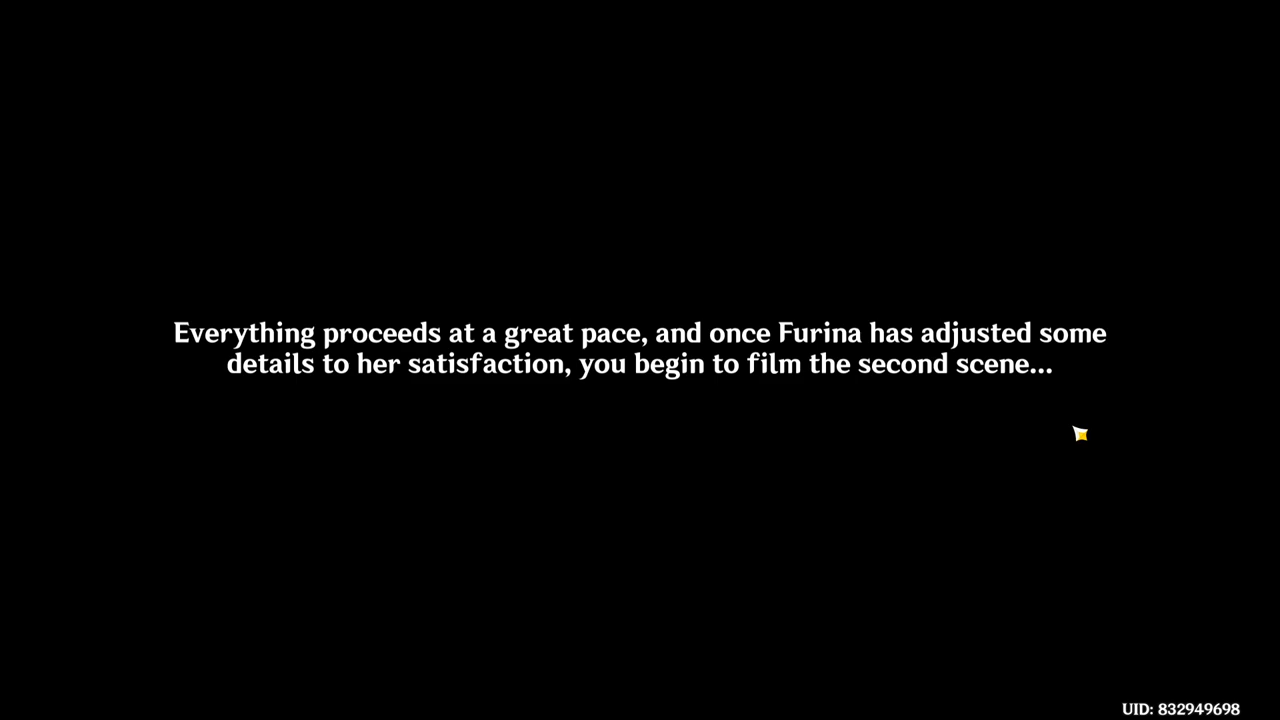 Everything proceeds at a great pace, and once Furina has adjusted some
details to her satisfaction, you begin to film the second scene...
UID: 832949698